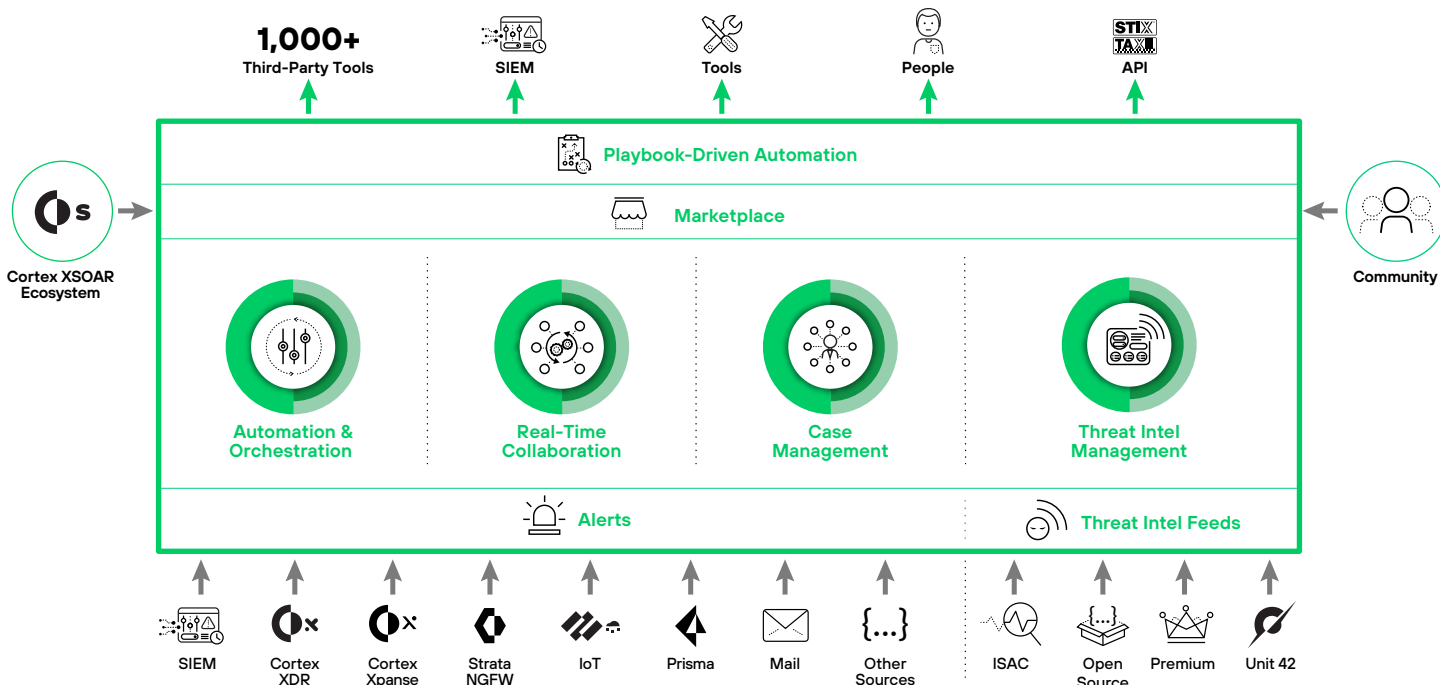 1,000+
Third-Party Tools
SIEM
Tools
People
STIX
TAXII
API
Playbook-Driven Automation
Marketplace
S
Cortex XSOAR
Ecosystem
Community
Automation &
Orchestration
Real-Time
Collaboration
Case
Management
Threat Intel
Management
Alerts
Threat Intel Feeds
X
X
{...}
{...}
SIEM
Cortex
XDR
Cortex
Xpanse
Strata
NGFW
IoT
Prisma
Mail
Other
Sources
ISAC
Open
Source
Premium
Unit 42